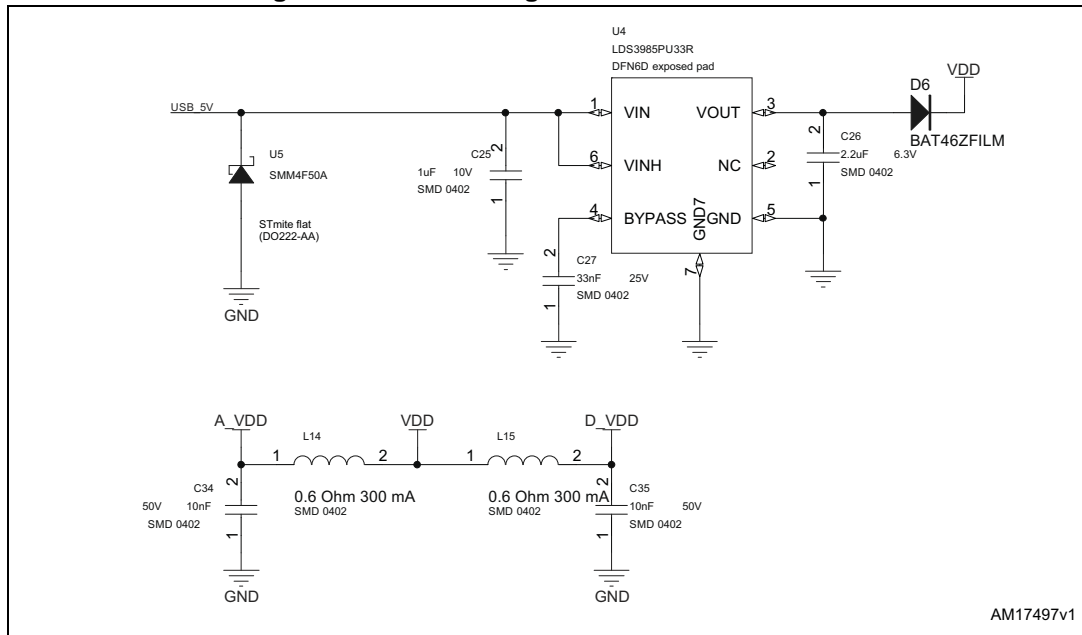 U4
LDS3985PU33R
DFN6D exposed pad
USB_5V
1 VIN VOUT 3
D6
VDD
BAT46ZFILM
U5
SMM4F50A
STmite flat
(DO222-AA)
GND
2 C25
1uF 10V
SMD 0402
1
6 VINH NC 2
2 C26
2.2uF 6.3V
SMD 0402
1
4 BYPASS GND 5
GND7
7
2 C27
33nF 25V
SMD 0402
1
A_VDD VDD D_VDD
L14 L15
1 2 1 2
0.6 Ohm 300 mA 0.6 Ohm 300 mA
SMD 0402 SMD 0402
2 C34
50V 10nF
SMD 0402
1
GND
2 C35
10nF 50V
SMD 0402
1
GND
AM17497v1